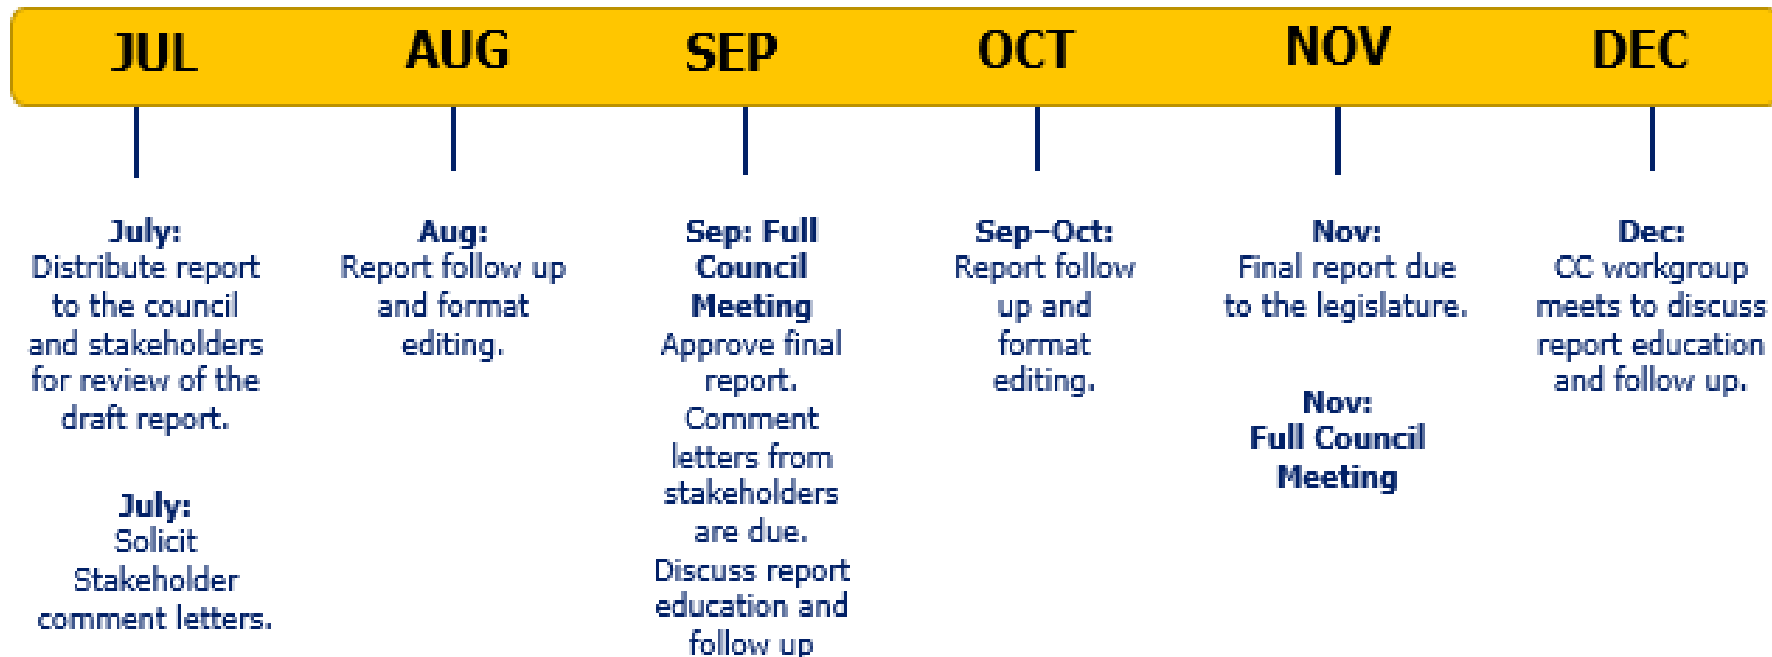 JUL AUG SEP OCT NOV DEC
July:
Distribute report
to the council
and stakeholders
for review of the
draft report.
July:
Solicit
Stakeholder
comment letters.
Aug:
Report follow up
and format
editing.
Sep: Full
Council
Meeting
Approve final
report.
Comment
letters from
stakeholders
are due.
Discuss report
education and
follow up
Sep–Oct:
Report follow
up and
format
editing.
Nov:
Final report due
to the legislature.
Nov:
Full Council
Meeting
Dec:
CC workgroup
meets to discuss
report education
and follow up.